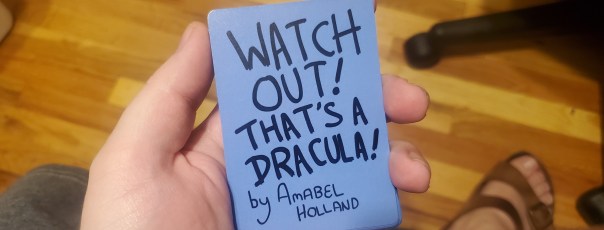 WATCH
OUT!
THAT'S A
DRACULA!
by AMABEL
HOLLAND